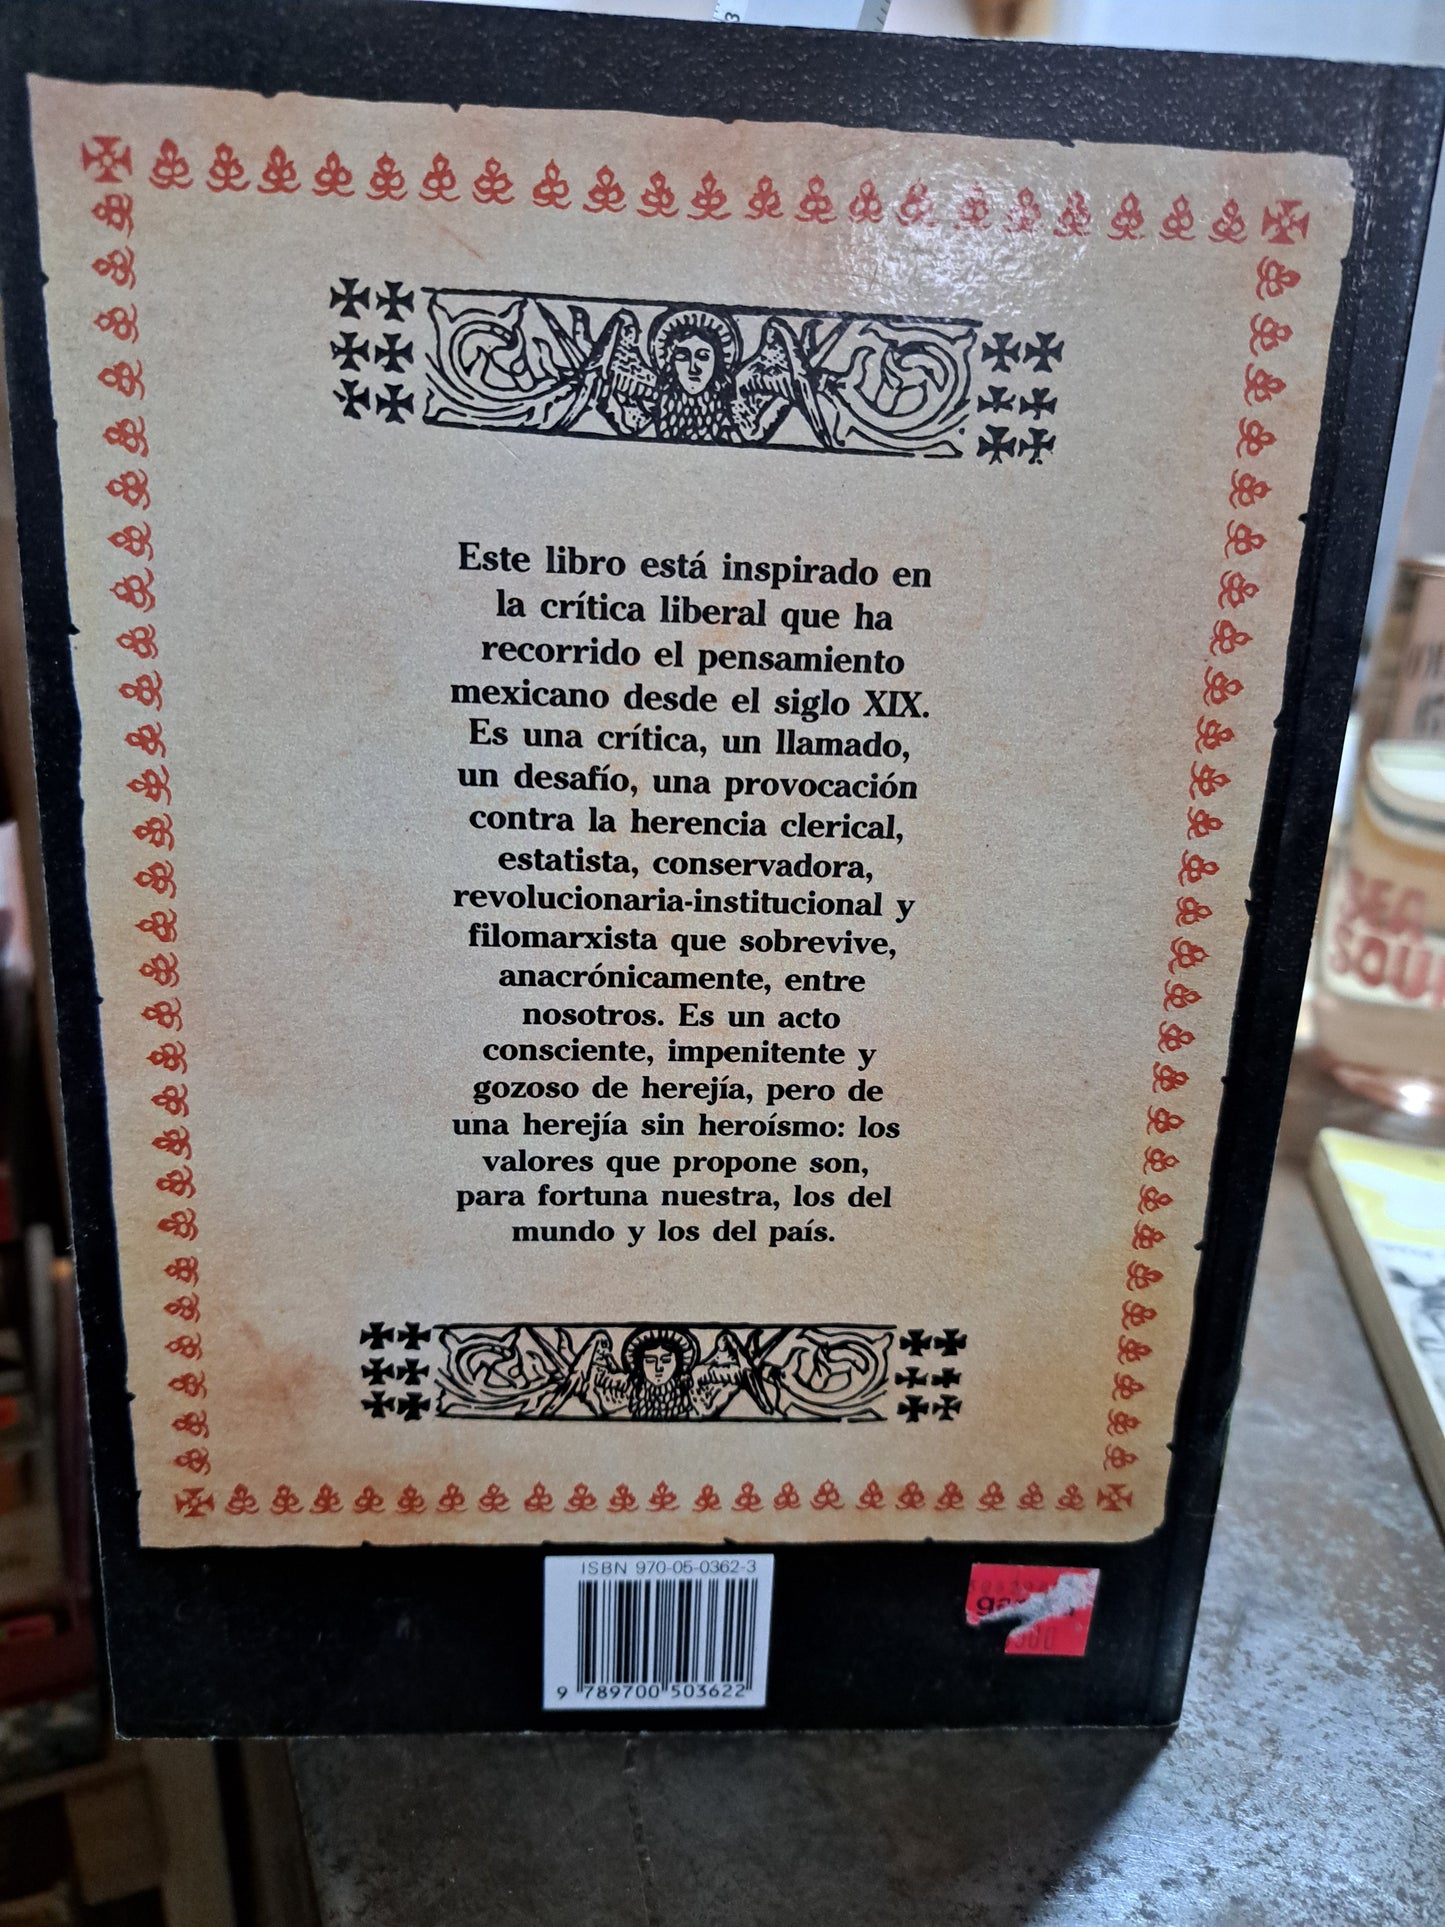 Este libro está inspirado en
la crítica liberal que ha
recorrido el pensamiento
mexicano desde el siglo XIX.
Es una crítica, un llamado,
un desafío, una provocación
contra la herencia clerical,
estatista, conservadora,
revolucionaria-institucional y
filomarxista que sobrevive,
anacrónicamente, entre
nosotros. Es un acto
consciente, impenitente y
gozoso de herejía, pero de
una herejía sin heroísmo: los
valores que propone son,
para fortuna nuestra, los del
mundo y los del país.
ISBN 970-05-0362-3
9 789700 503622